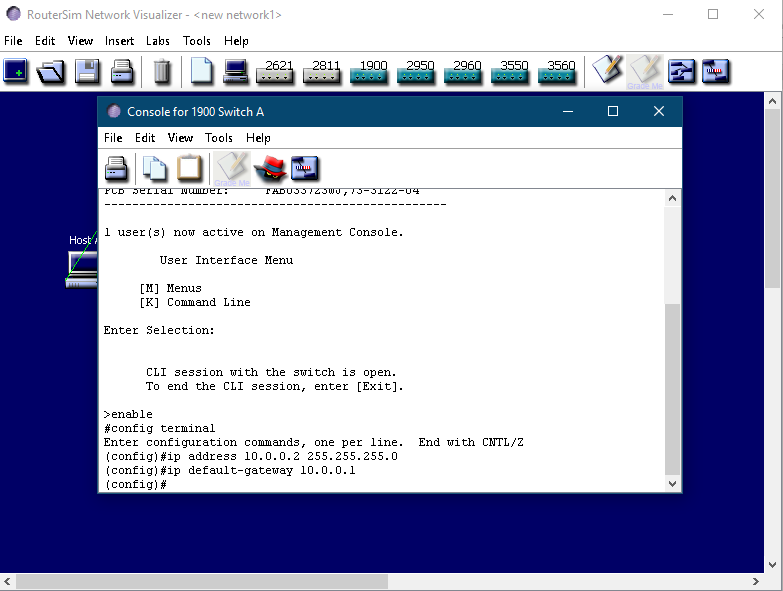 RouterSim Network Visualizer - <new network1>
File Edit View Insert Labs Tools Help
2621 2811 1900 2950 2960 3550 3560
Grade Me
Console for 1900 Switch A
File Edit View Tools Help
Grade Me
PCB Serial Number: FAB033725WJ,73-3122-04
-------------------------------------------------
1 user(s) now active on Management Console.
User Interface Menu
[M] Menus
[K] Command Line
Enter Selection:
CLI session with the switch is open.
To end the CLI session, enter [Exit].
>enable
#config terminal
Enter configuration commands, one per line. End with CNTL/Z
(config)#ip address 10.0.0.2 255.255.255.0
(config)#ip default-gateway 10.0.0.1
(config)#
Host